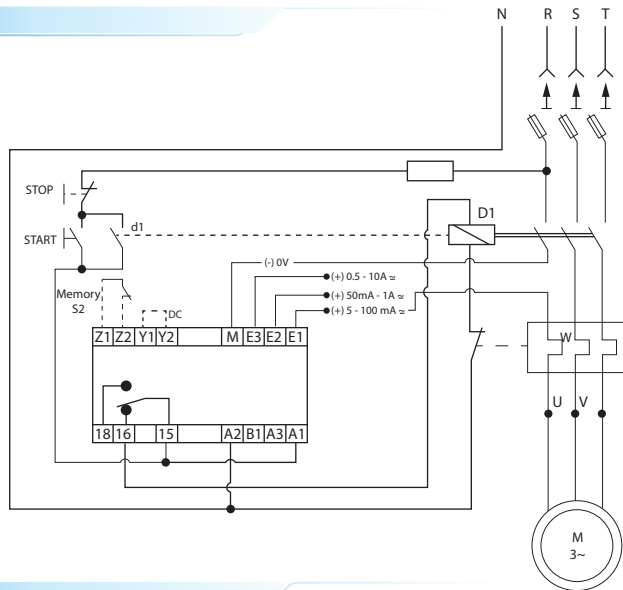 N R S T
STOP
d1
D1
START
(-) 0V
(+) 0.5 - 10A ≃
Memory
S2
(+) 50mA - 1A ≃
DC
(+) 5 - 100 mA ≃
Z1 Z2 Y1 Y2 M E3 E2 E1
W
18 16 15 A2 B1 A3 A1
U V
M
3~